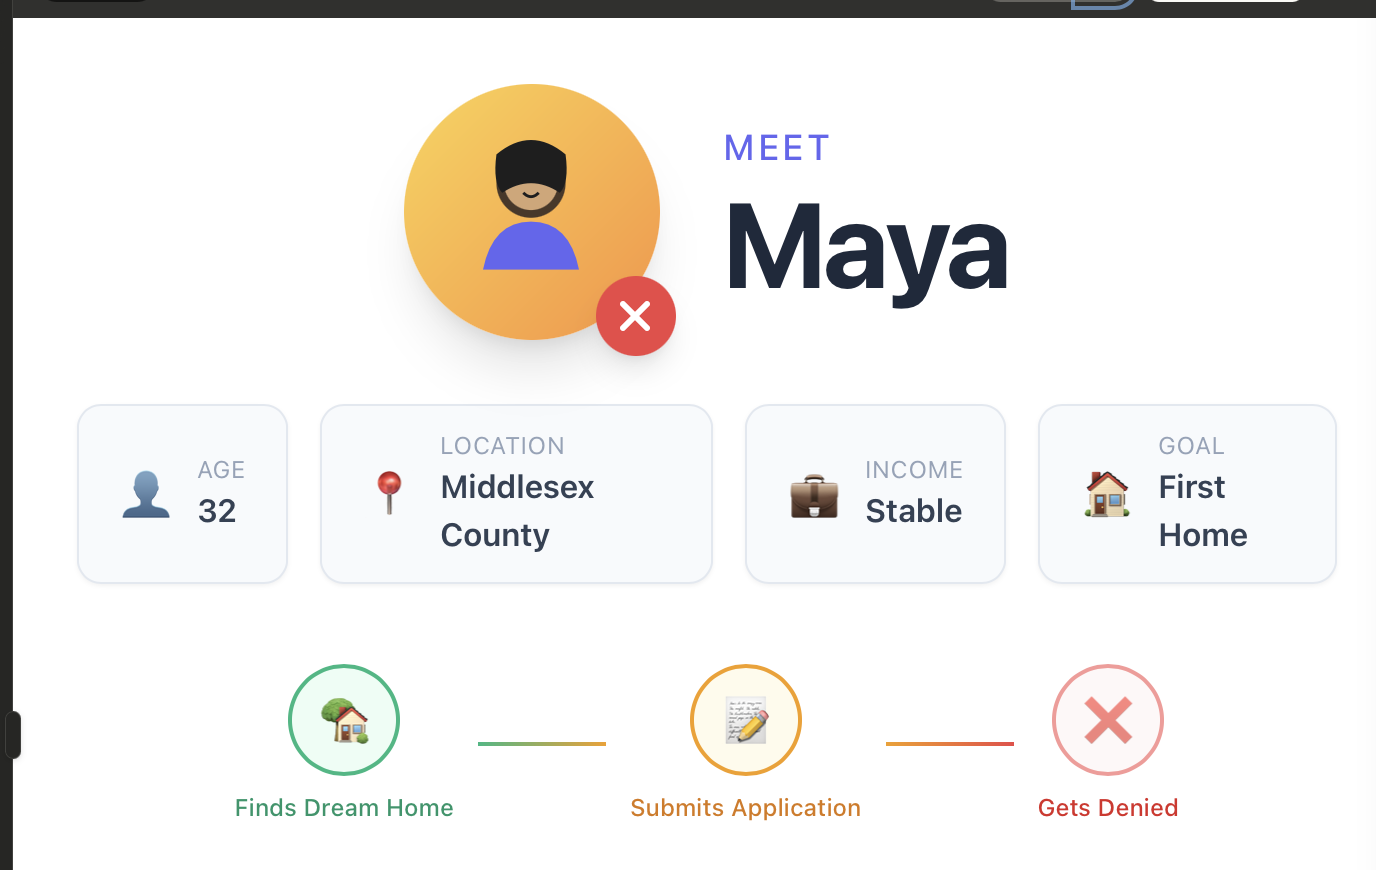 MEET
Maya
AGE
32
LOCATION
Middlesex
County
INCOME
Stable
GOAL
First
Home
Finds Dream Home
Submits Application
Gets Denied